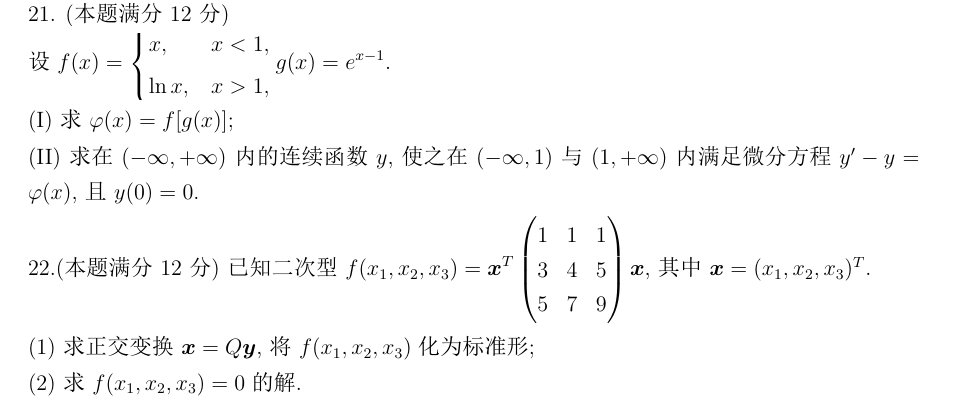 21. (本题满分 12 分)
设 f(x) = { x, x < 1, ln x, x > 1, g(x) = e^{x−1}.
(I) 求 φ(x) = f[g(x)];
(II) 求在 (−∞, +∞) 内的连续函数 y, 使之在 (−∞, 1) 与 (1, +∞) 内满足微分方程 y′ − y =
φ(x), 且 y(0) = 0.
22.(本题满分 12 分) 已知二次型 f(x₁, x₂, x₃) = x^T (1 1 1; 3 4 5; 5 7 9) x, 其中 x = (x₁, x₂, x₃)^T.
(1) 求正交变换 x = Qy, 将 f(x₁, x₂, x₃) 化为标准形;
(2) 求 f(x₁, x₂, x₃) = 0 的解.